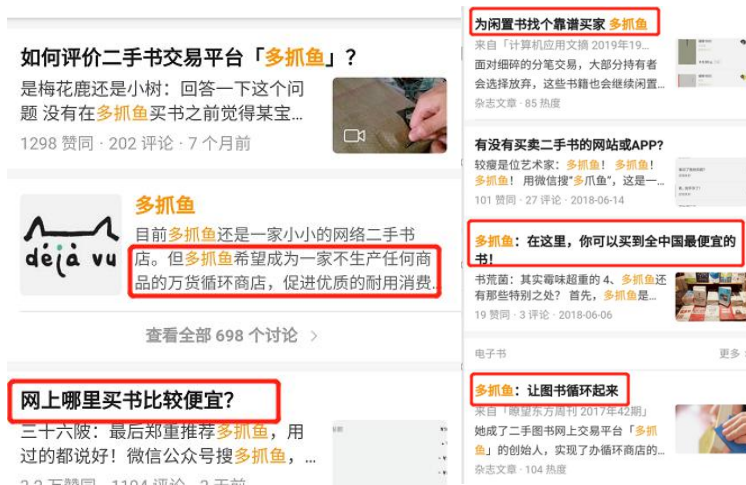 如何评价二手书交易平台「多抓鱼」?
是梅花鹿还是小树：回答一下这个问
题 没有在多抓鱼买书之前觉得某宝...
1298 赞同 · 202 评论 · 7 个月前
多抓鱼
déjà vu
目前多抓鱼还是一家小小的网络二手书
店。但多抓鱼希望成为一家不生产任何商
品的万货循环商店，促进优质的耐用消费...
查看全部 698 个讨论 >
网上哪里买书比较便宜?
三十六陂：最后郑重推荐多抓鱼，用
过的都说好！微信公众号搜多抓鱼，...
为闲置书找个靠谱买家 多抓鱼
来自「计算机应用文摘 2019年19...
面对细碎的分笔交易，大部分持有者
会选择放弃，这些书籍也会继续闲置...
杂志文章 · 85 热度
有没有买卖二手书的网站或APP?
较瘦是位艺术家：多抓鱼！ 多抓鱼！
多抓鱼！ 用微信搜"多爪鱼"，这是一...
101 赞同 · 27 评论 · 2018-06-14
多抓鱼：在这里，你可以买到全中国最便宜的
书！
书荒菌：其实霉味超重的 4、多抓鱼还
有那些特别之处？ 首先，多抓鱼是...
19 赞同 · 3 评论 · 2018-06-06
电子书
更多
多抓鱼：让图书循环起来
来自「瞭望东方周刊 2017年42期」
她成了二手图书网上交易平台「多抓
鱼」的创始人，实现了办循环商店的...
杂志文章 · 104 热度